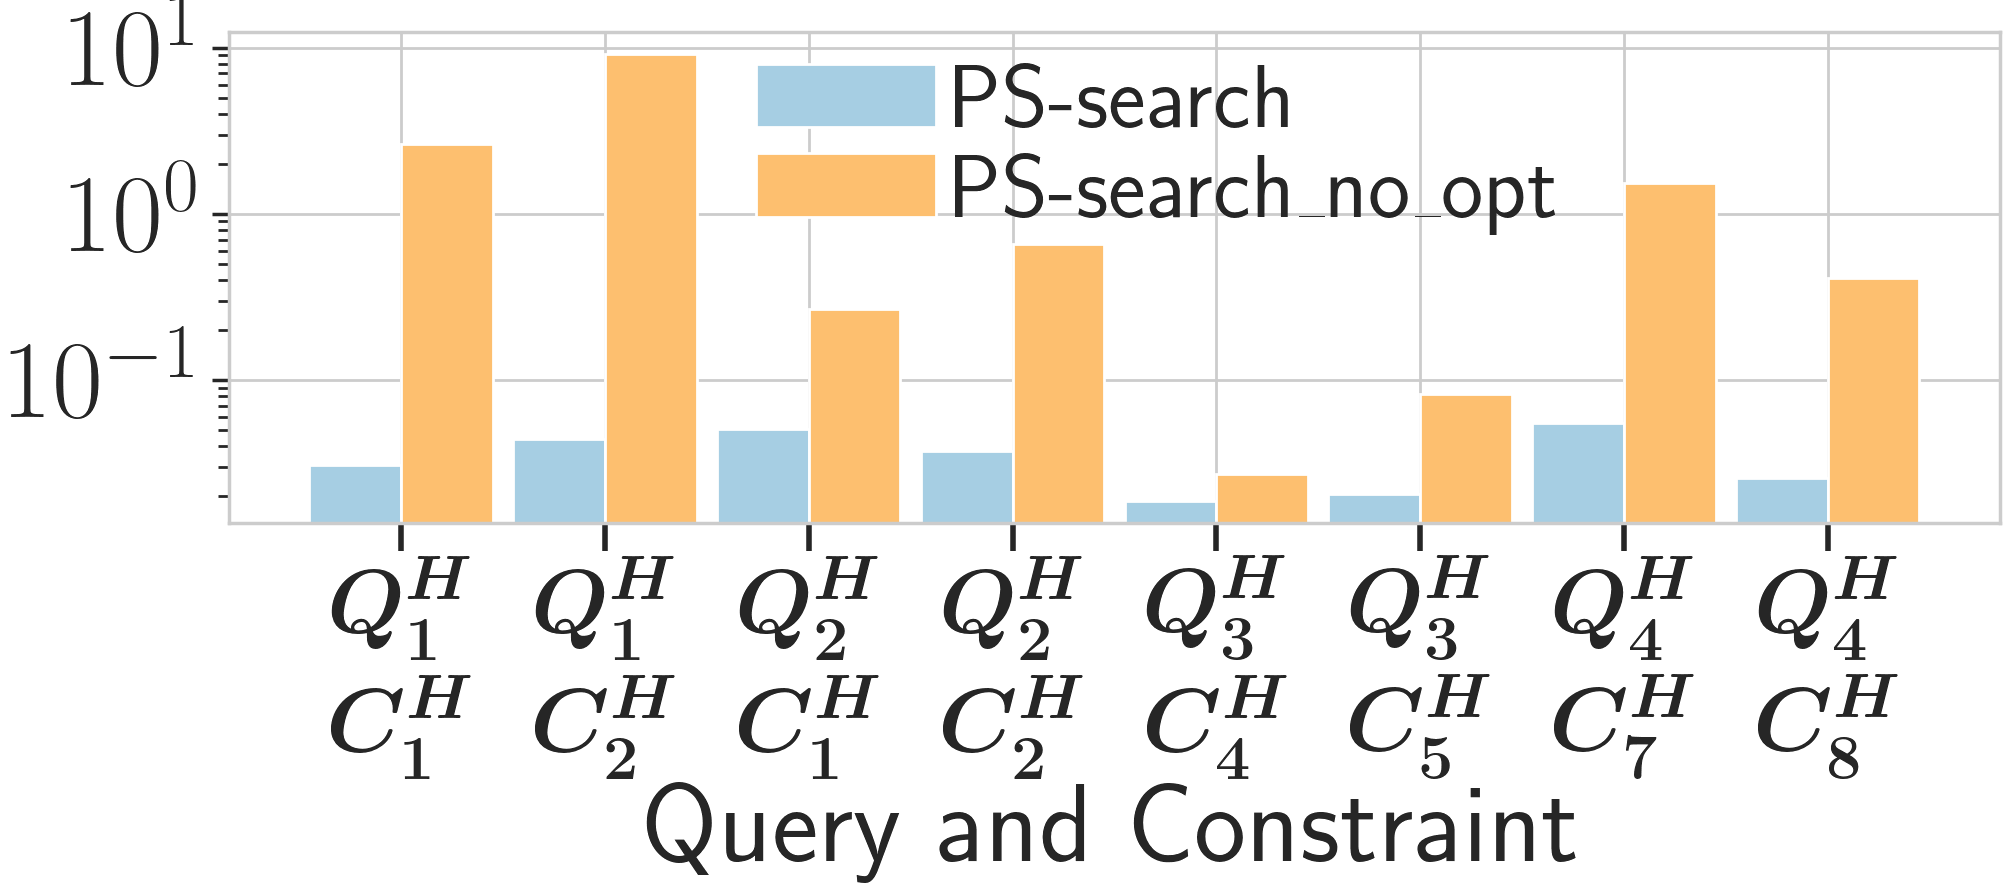 10^1
10^0
10^{-1}
PS-search
PS-search_no_opt
Q_1^H Q_1^H Q_2^H Q_2^H Q_3^H Q_3^H Q_4^H Q_4^H
C_1^H C_2^H C_1^H C_2^H C_4^H C_5^H C_7^H C_8^H
Query and Constraint